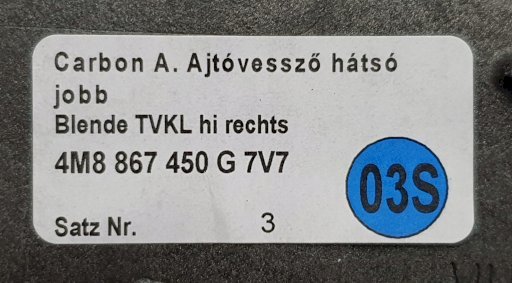 Carbon A. Ajtóvessző hátsó
jobb
Blende TVKL hi rechts
4M8 867 450 G 7V7
03S
Satz Nr. 3